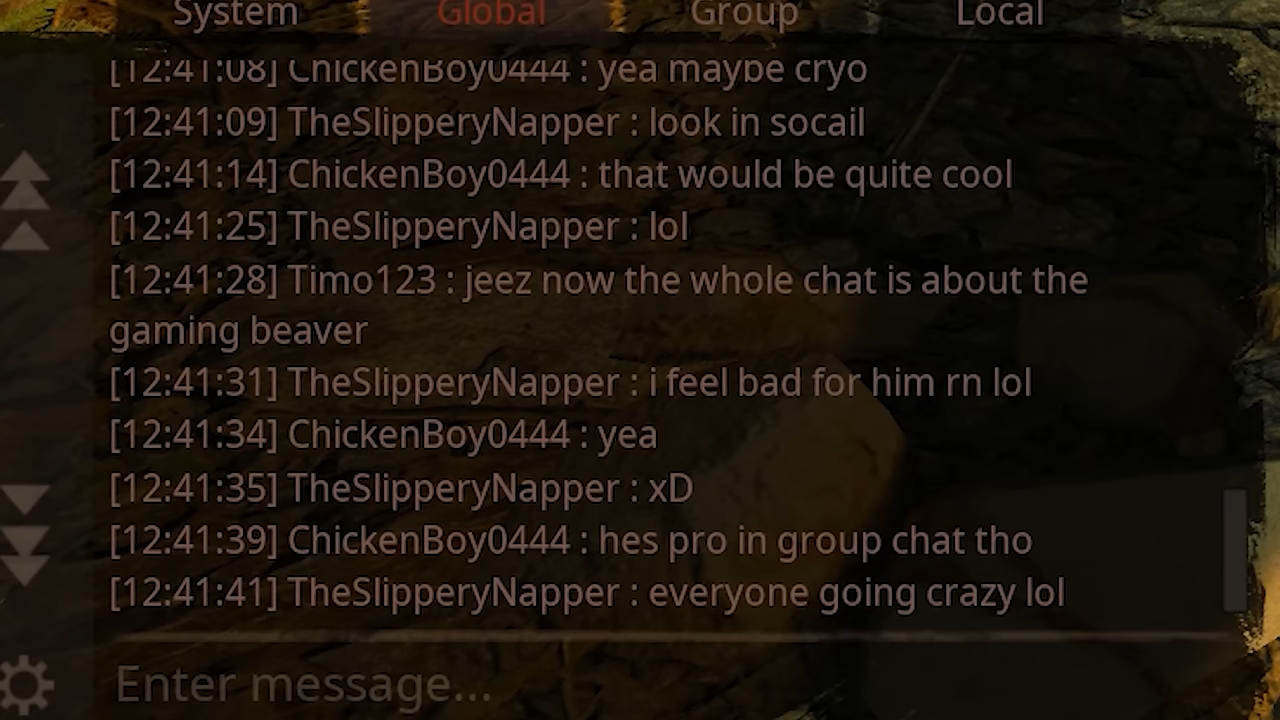 System Global Group Local
[12:41:08] ChickenBoy0444 : yea maybe cryo
[12:41:09] TheSlipperyNapper : look in socail
[12:41:14] ChickenBoy0444 : that would be quite cool
[12:41:25] TheSlipperyNapper : lol
[12:41:28] Timo123 : jeez now the whole chat is about the
gaming beaver
[12:41:31] TheSlipperyNapper : i feel bad for him rn lol
[12:41:34] ChickenBoy0444 : yea
[12:41:35] TheSlipperyNapper : xD
[12:41:39] ChickenBoy0444 : hes pro in group chat tho
[12:41:41] TheSlipperyNapper : everyone going crazy lol
Enter message...